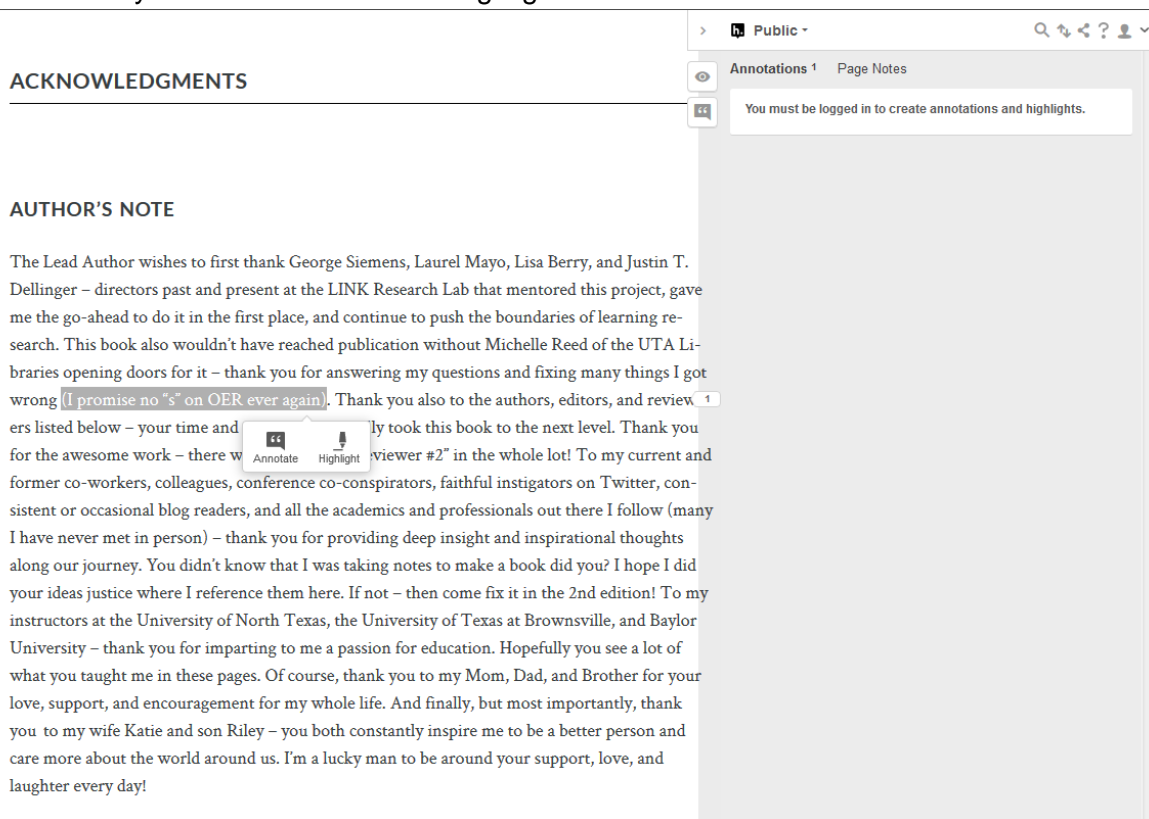 Public
Annotations 1 Page Notes
You must be logged in to create annotations and highlights.
ACKNOWLEDGMENTS
AUTHOR'S NOTE
The Lead Author wishes to first thank George Siemens, Laurel Mayo, Lisa Berry, and Justin T.
Dellinger – directors past and present at the LINK Research Lab that mentored this project, gave
me the go-ahead to do it in the first place, and continue to push the boundaries of learning re-
search. This book also wouldn't have reached publication without Michelle Reed of the UTA Li-
braries opening doors for it – thank you for answering my questions and fixing many things I got
wrong (I promise no “s” on OER ever again). Thank you also to the authors, editors, and review 1
ers listed below – your time and ly took this book to the next level. Thank you
for the awesome work – there w eviewer #2” in the whole lot! To my current and
Annotate Highlight
former co-workers, colleagues, conference co-conspirators, faithful instigators on Twitter, con-
sistent or occasional blog readers, and all the academics and professionals out there I follow (many
I have never met in person) – thank you for providing deep insight and inspirational thoughts
along our journey. You didn't know that I was taking notes to make a book did you? I hope I did
your ideas justice where I reference them here. If not – then come fix it in the 2nd edition! To my
instructors at the University of North Texas, the University of Texas at Brownsville, and Baylor
University – thank you for imparting to me a passion for education. Hopefully you see a lot of
what you taught me in these pages. Of course, thank you to my Mom, Dad, and Brother for your
love, support, and encouragement for my whole life. And finally, but most importantly, thank
you to my wife Katie and son Riley – you both constantly inspire me to be a better person and
care more about the world around us. I'm a lucky man to be around your support, love, and
laughter every day!